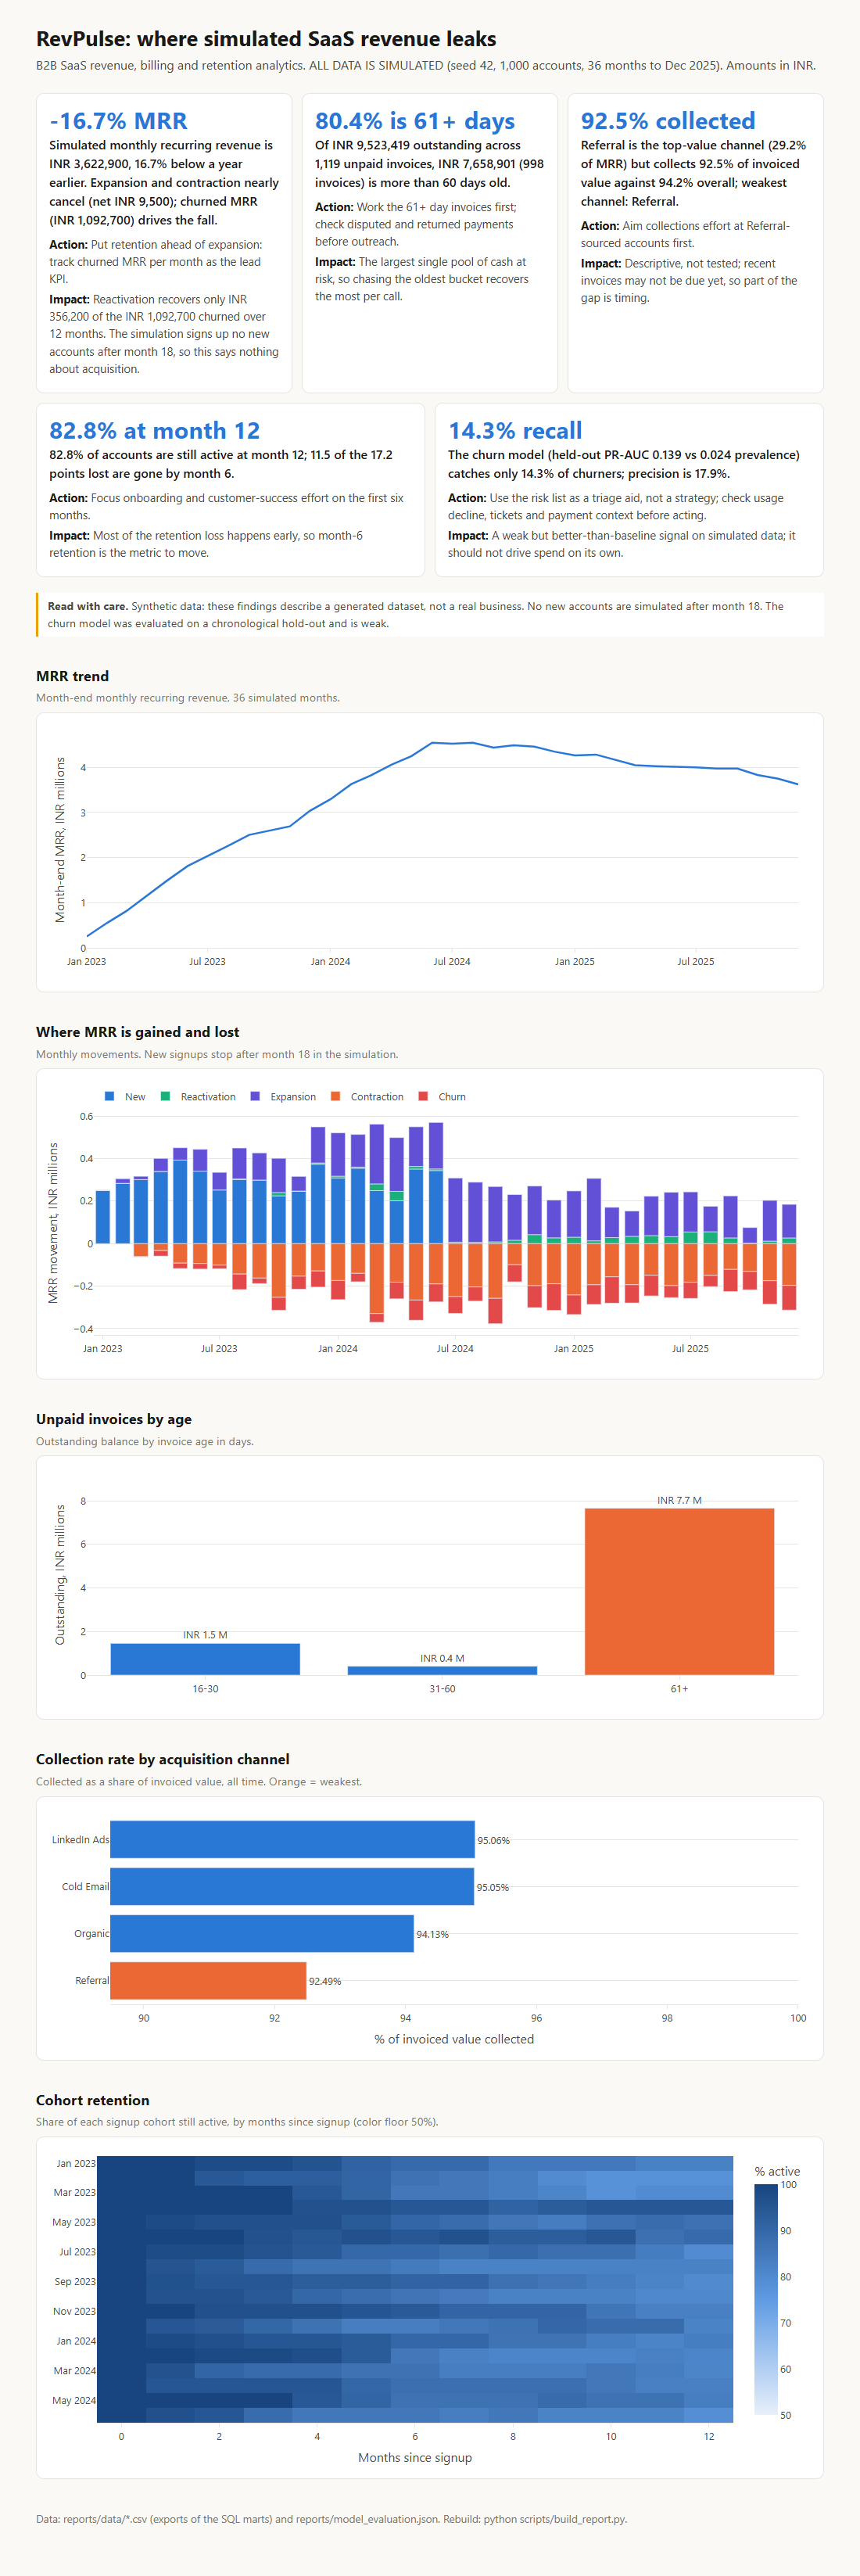 RevPulse: where simulated SaaS revenue leaks
B2B SaaS revenue, billing and retention analytics. ALL DATA IS SIMULATED (seed 42, 1,000 accounts, 36 months to Dec 2025). Amounts in INR.
-16.7% MRR
Simulated monthly recurring revenue is
INR 3,622,900, 16.7% below a year
earlier. Expansion and contraction nearly
cancel (net INR 9,500); churned MRR
(INR 1,092,700) drives the fall.
Action: Put retention ahead of expansion:
track churned MRR per month as the lead
KPI.
Impact: Reactivation recovers only INR
356,200 of the INR 1,092,700 churned over
12 months. The simulation signs up no new
accounts after month 18, so this says nothing
about acquisition.
80.4% is 61+ days
Of INR 9,523,419 outstanding across
1,119 unpaid invoices, INR 7,658,901 (998
invoices) is more than 60 days old.
Action: Work the 61+ day invoices first;
check disputed and returned payments
before outreach.
Impact: The largest single pool of cash at
risk, so chasing the oldest bucket recovers
the most per call.
92.5% collected
Referral is the top-value channel (29.2%
of MRR) but collects 92.5% of invoiced
value against 94.2% overall; weakest
channel: Referral.
Action: Aim collections effort at Referral-
sourced accounts first.
Impact: Descriptive, not tested; recent
invoices may not be due yet, so part of the
gap is timing.
82.8% at month 12
82.8% of accounts are still active at month 12; 11.5 of the 17.2
points lost are gone by month 6.
Action: Focus onboarding and customer-success effort on the first six
months.
Impact: Most of the retention loss happens early, so month-6
retention is the metric to move.
14.3% recall
The churn model (held-out PR-AUC 0.139 vs 0.024 prevalence)
catches only 14.3% of churners; precision is 17.9%.
Action: Use the risk list as a triage aid, not a strategy; check usage
decline, tickets and payment context before acting.
Impact: A weak but better-than-baseline signal on simulated data; it
should not drive spend on its own.
Read with care. Synthetic data: these findings describe a generated dataset, not a real business. No new accounts are simulated after month 18. The
churn model was evaluated on a chronological hold-out and is weak.
MRR trend
Month-end monthly recurring revenue, 36 simulated months.
Month-end MRR, INR millions
4
3
2
1
0
Jan 2023
Jul 2023
Jan 2024
Jul 2024
Jan 2025
Jul 2025
Where MRR is gained and lost
Monthly movements. New signups stop after month 18 in the simulation.
New
Reactivation
Expansion
Contraction
Churn
MRR movement, INR millions
0.6
0.4
0.2
0
−0.2
−0.4
Jan 2023
Jul 2023
Jan 2024
Jul 2024
Jan 2025
Jul 2025
Unpaid invoices by age
Outstanding balance by invoice age in days.
Outstanding, INR millions
8
6
4
2
0
INR 1.5 M
INR 0.4 M
INR 7.7 M
16-30
31-60
61+
Collection rate by acquisition channel
Collected as a share of invoiced value, all time. Orange = weakest.
LinkedIn Ads
95.06%
Cold Email
95.05%
Organic
94.13%
Referral
92.49%
90
92
94
96
98
100
% of invoiced value collected
Cohort retention
Share of each signup cohort still active, by months since signup (color floor 50%).
Jan 2023
Mar 2023
May 2023
Jul 2023
Sep 2023
Nov 2023
Jan 2024
Mar 2024
May 2024
0
2
4
6
8
10
12
Months since signup
% active
100
90
80
70
60
50
Data: reports/data/*.csv (exports of the SQL marts) and reports/model_evaluation.json. Rebuild: python scripts/build_report.py.